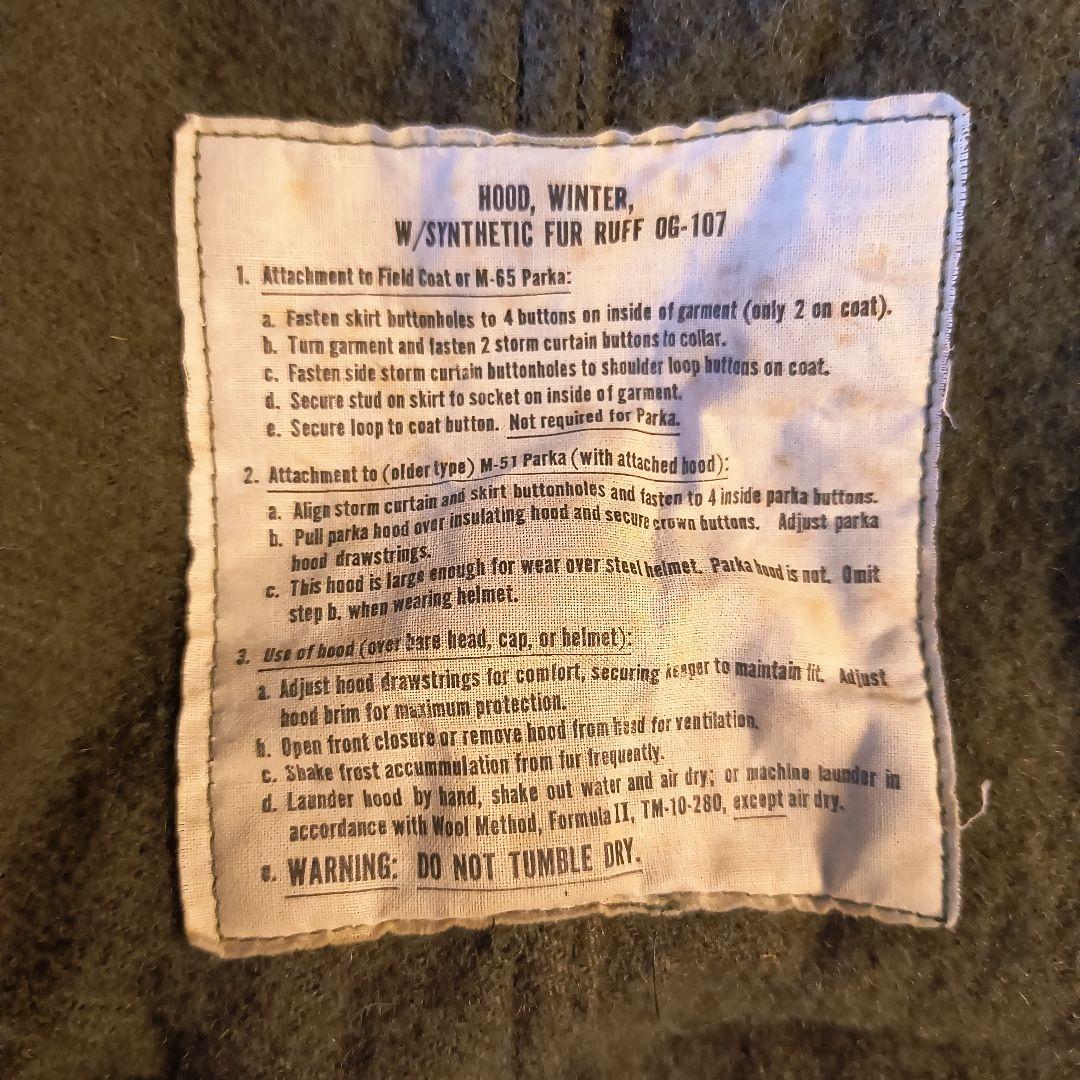 HOOD, WINTER,
W/SYNTHETIC FUR RUFF OG-107
1. Attachment to Field Coat or M-65 Parka:
a. Fasten skirt buttonholes to 4 buttons on inside of garment (only 2 on coat).
b. Turn garment and fasten 2 storm curtain buttons to collar.
c. Fasten side storm curtain buttonholes to shoulder loop buttons on coat.
d. Secure stud on skirt to socket on inside of garment.
e. Secure loop to coat button. Not required for Parka.
2. Attachment to (older type) M-51 Parka (with attached hood):
a. Align storm curtain and skirt buttonholes and fasten to 4 inside parka buttons.
b. Pull parka hood over insulating hood and secure crown buttons. Adjust parka
hood drawstrings.
c. This hood is large enough for wear over steel helmet. Parka hood is not. Omit
step b. when wearing helmet.
3. Use of hood (over bare head, cap, or helmet):
a. Adjust hood drawstrings for comfort, securing keeper to maintain fit. Adjust
hood brim for maximum protection.
b. Open front closure or remove hood from head for ventilation.
c. Shake frost accummulation from fur frequently.
d. Launder hood by hand, shake out water and air dry; or machine launder in
accordance with Wool Method, Formula II, TM-10-280, except air dry.
e. WARNING: DO NOT TUMBLE DRY.